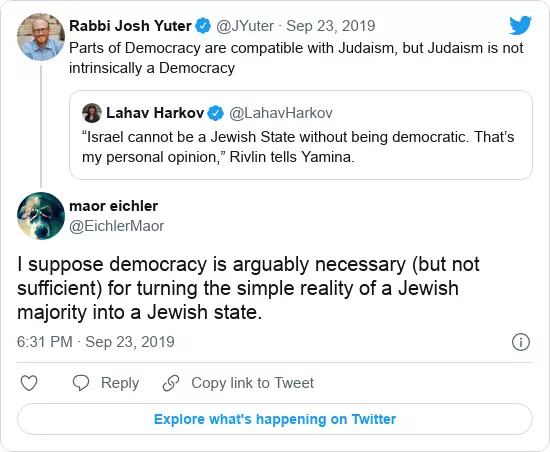 Rabbi Josh Yuter @JYuter · Sep 23, 2019
Parts of Democracy are compatible with Judaism, but Judaism is not
intrinsically a Democracy
Lahav Harkov @LahavHarkov
“Israel cannot be a Jewish State without being democratic. That’s
my personal opinion,” Rivlin tells Yamina.
maor eichler
@EichlerMaor
I suppose democracy is arguably necessary (but not
sufficient) for turning the simple reality of a Jewish
majority into a Jewish state.
6:31 PM · Sep 23, 2019
Reply Copy link to Tweet
Explore what's happening on Twitter